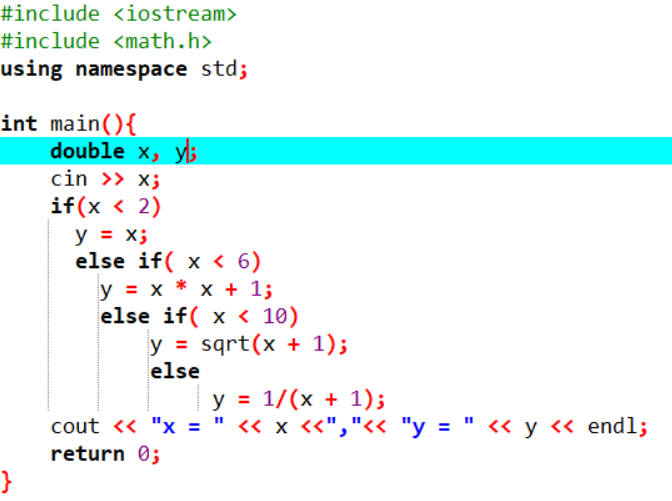 #include <iostream>
#include <math.h>
using namespace std;

int main(){
    double x, y;
    cin >> x;
    if(x < 2)
      y = x;
      else if( x < 6)
        y = x * x + 1;
        else if( x < 10)
            y = sqrt(x + 1);
            else
                 y = 1/(x + 1);
    cout << "x = " << x <<","<< "y = " << y << endl;
    return 0;
}